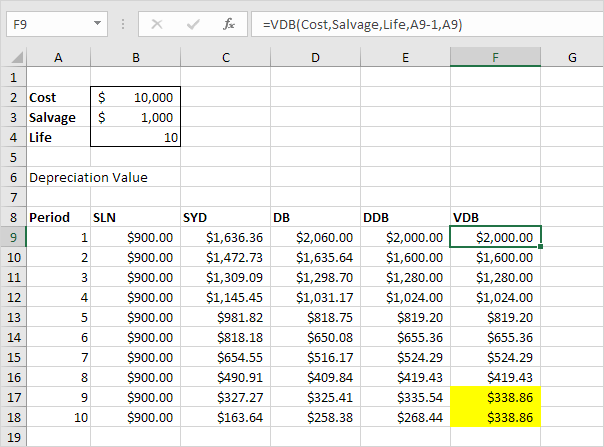 F9 fx =VDB(Cost,Salvage,Life,A9-1,A9)
A B C D E F G
1
2 Cost $ 10,000
3 Salvage $ 1,000
4 Life 10
5
6 Depreciation Value
7
8 Period SLN SYD DB DDB VDB
9 1 $900.00 $1,636.36 $2,060.00 $2,000.00 $2,000.00
10 2 $900.00 $1,472.73 $1,635.64 $1,600.00 $1,600.00
11 3 $900.00 $1,309.09 $1,298.70 $1,280.00 $1,280.00
12 4 $900.00 $1,145.45 $1,031.17 $1,024.00 $1,024.00
13 5 $900.00 $981.82 $818.75 $819.20 $819.20
14 6 $900.00 $818.18 $650.08 $655.36 $655.36
15 7 $900.00 $654.55 $516.17 $524.29 $524.29
16 8 $900.00 $490.91 $409.84 $419.43 $419.43
17 9 $900.00 $327.27 $325.41 $335.54 $338.86
18 10 $900.00 $163.64 $258.38 $268.44 $338.86
19